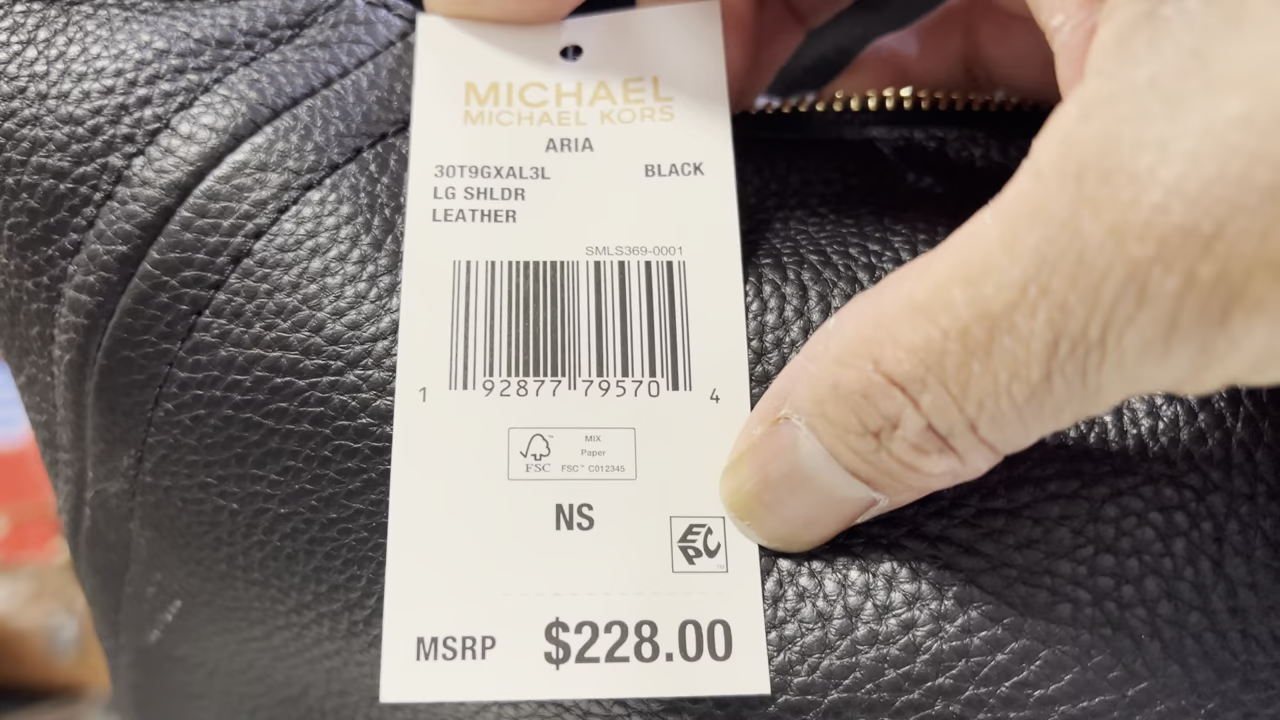 MICHAEL
MICHAEL KORS
ARIA
30T9GXAL3L BLACK
LG SHLDR
LEATHER
SMLS369-0001
1 92877 79570 4
MIX
Paper
FSC™ C012345
FSC
NS
EPC
TM
MSRP $228.00